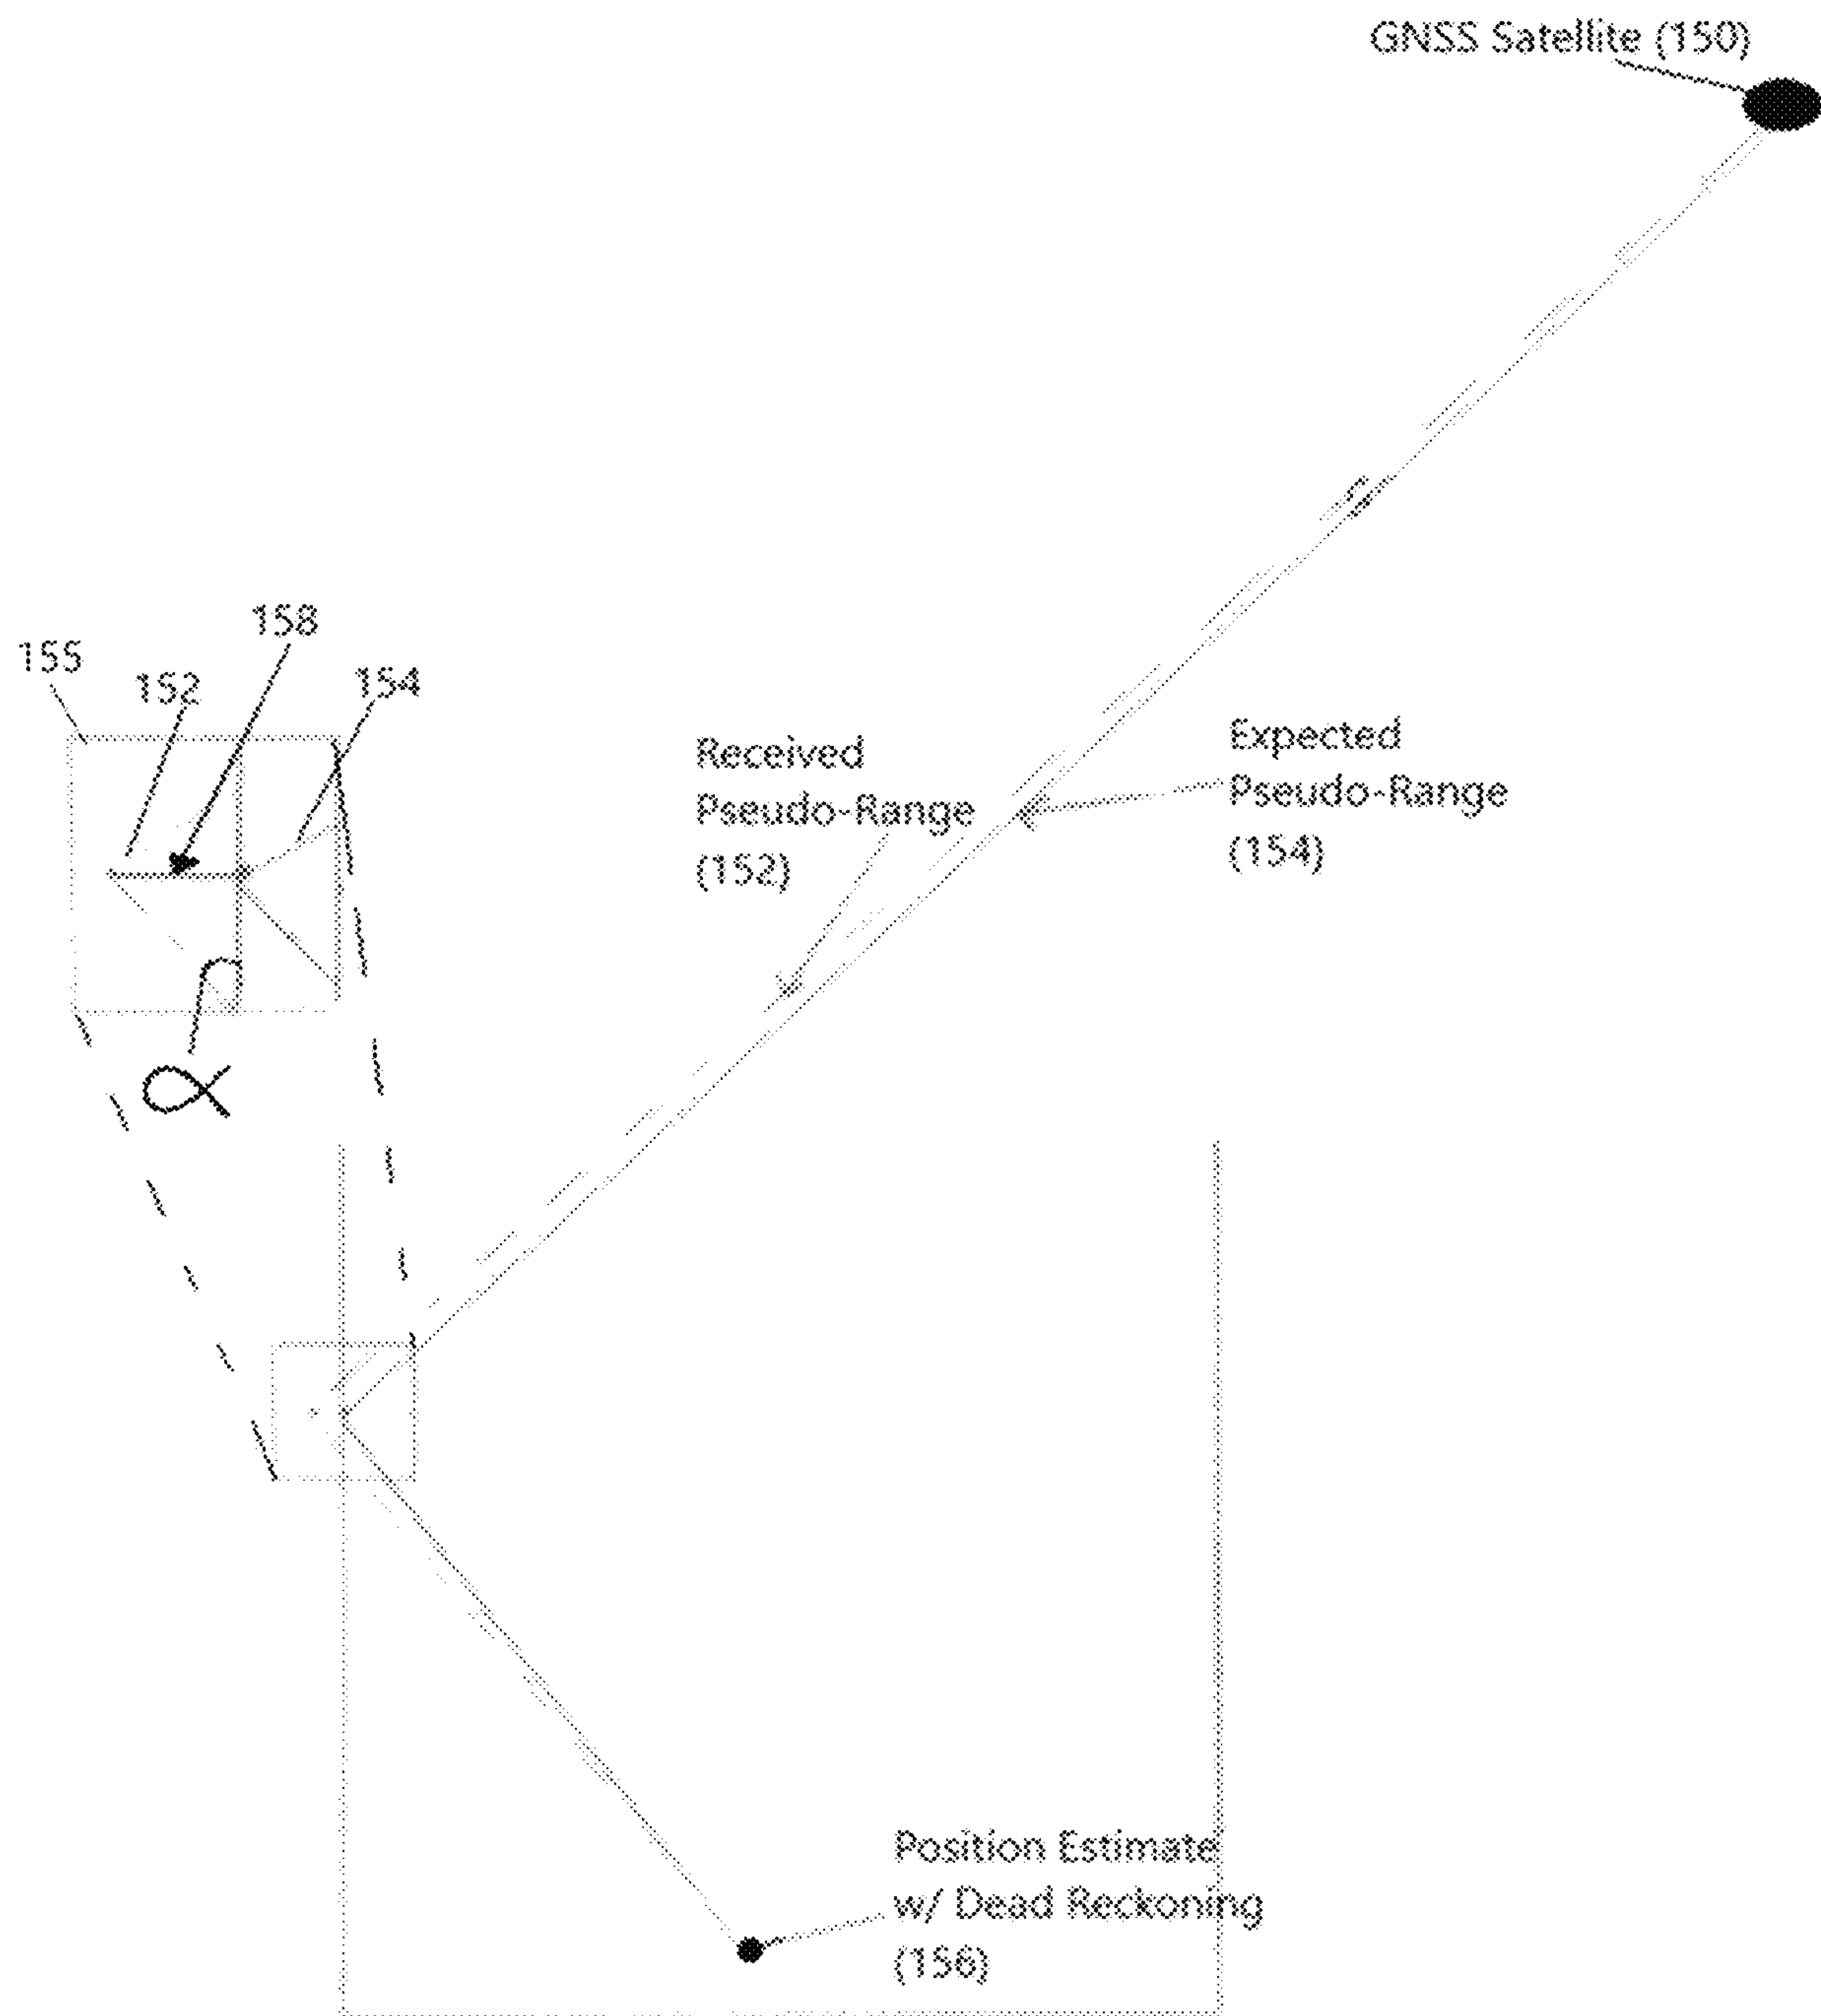 GNSS Satellite (150)
158
155
152
154
Received
Pseudo-Range
(152)
Expected
Pseudo-Range
(154)
α
Position Estimate
w/ Dead Reckoning
(156)